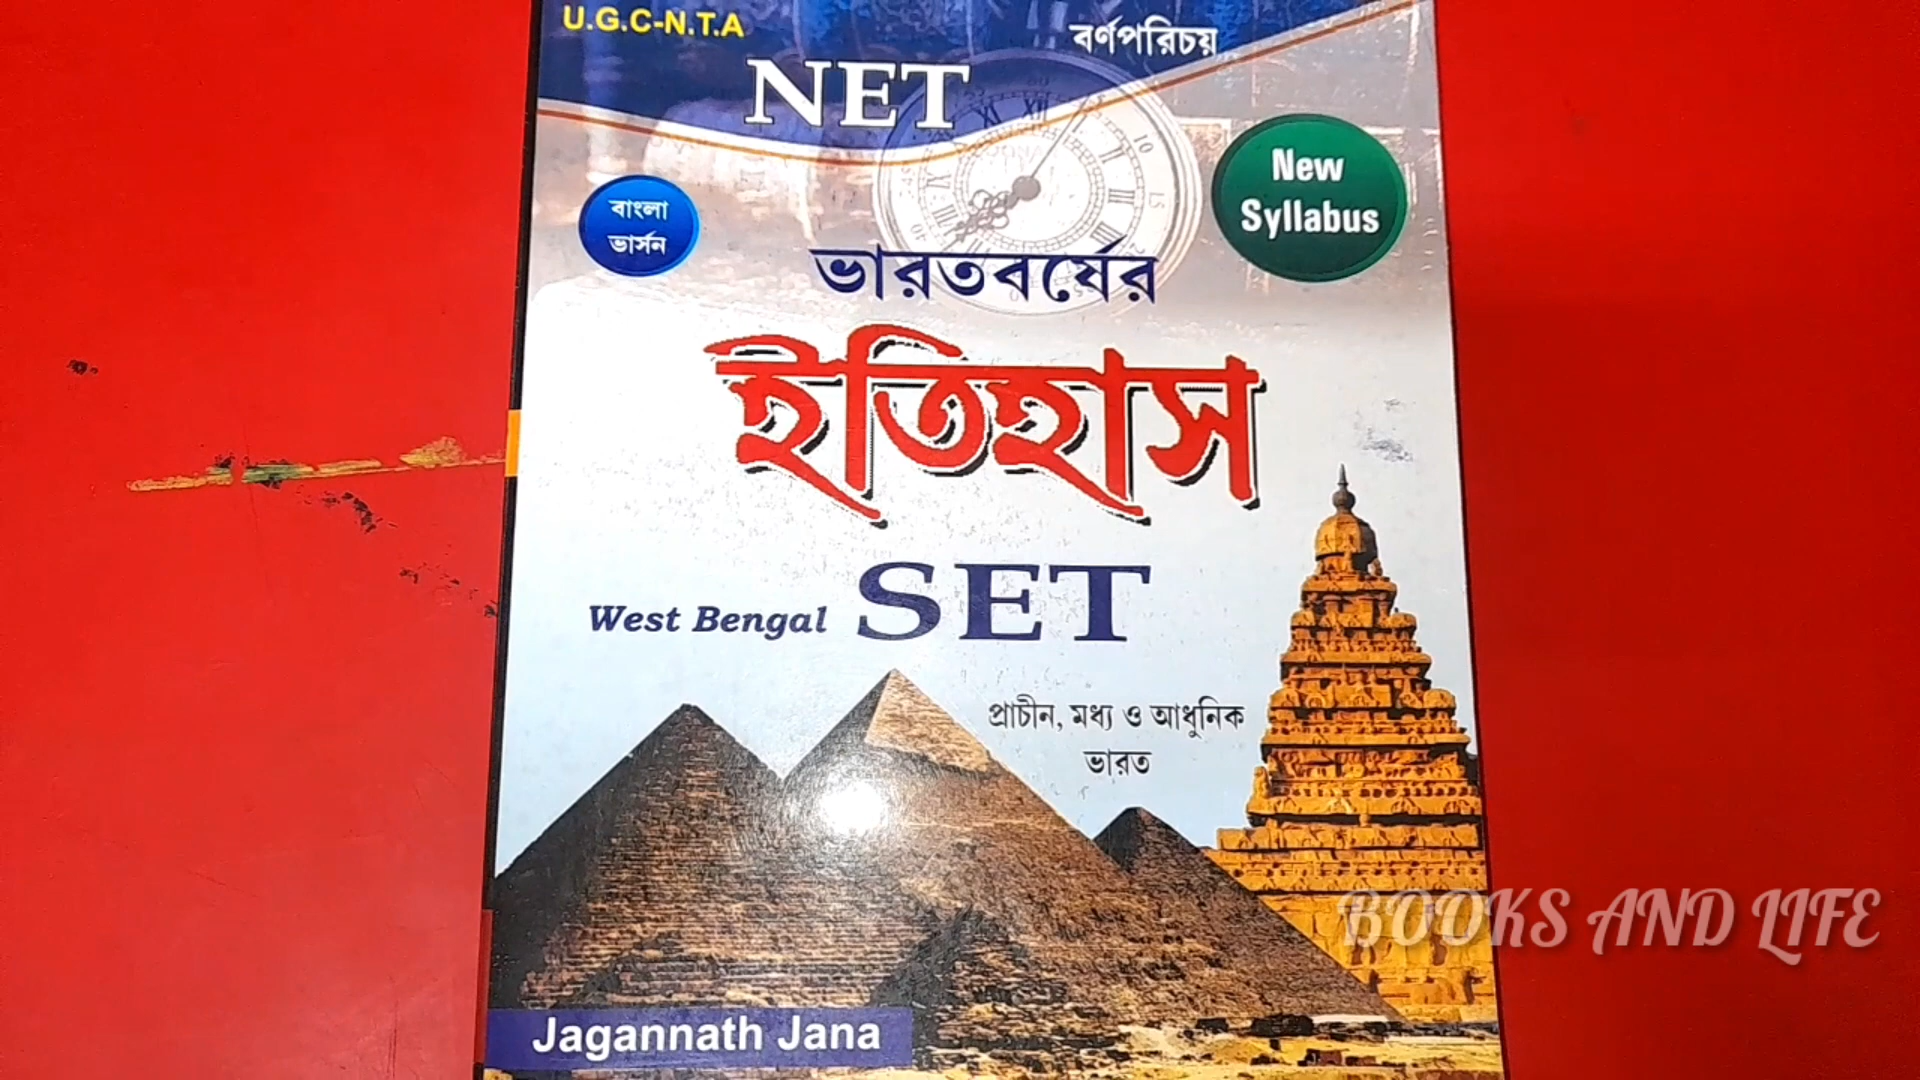 U.G.C-N.T.A
বর্ণপরিচয়
NET
New
Syllabus
বাংলা
ভার্সন
ভারতবর্ষের
ইতিহাস
West Bengal SET
প্রাচীন, মধ্য ও আধুনিক
ভারত
BOOKS AND LIFE
Jagannath Jana